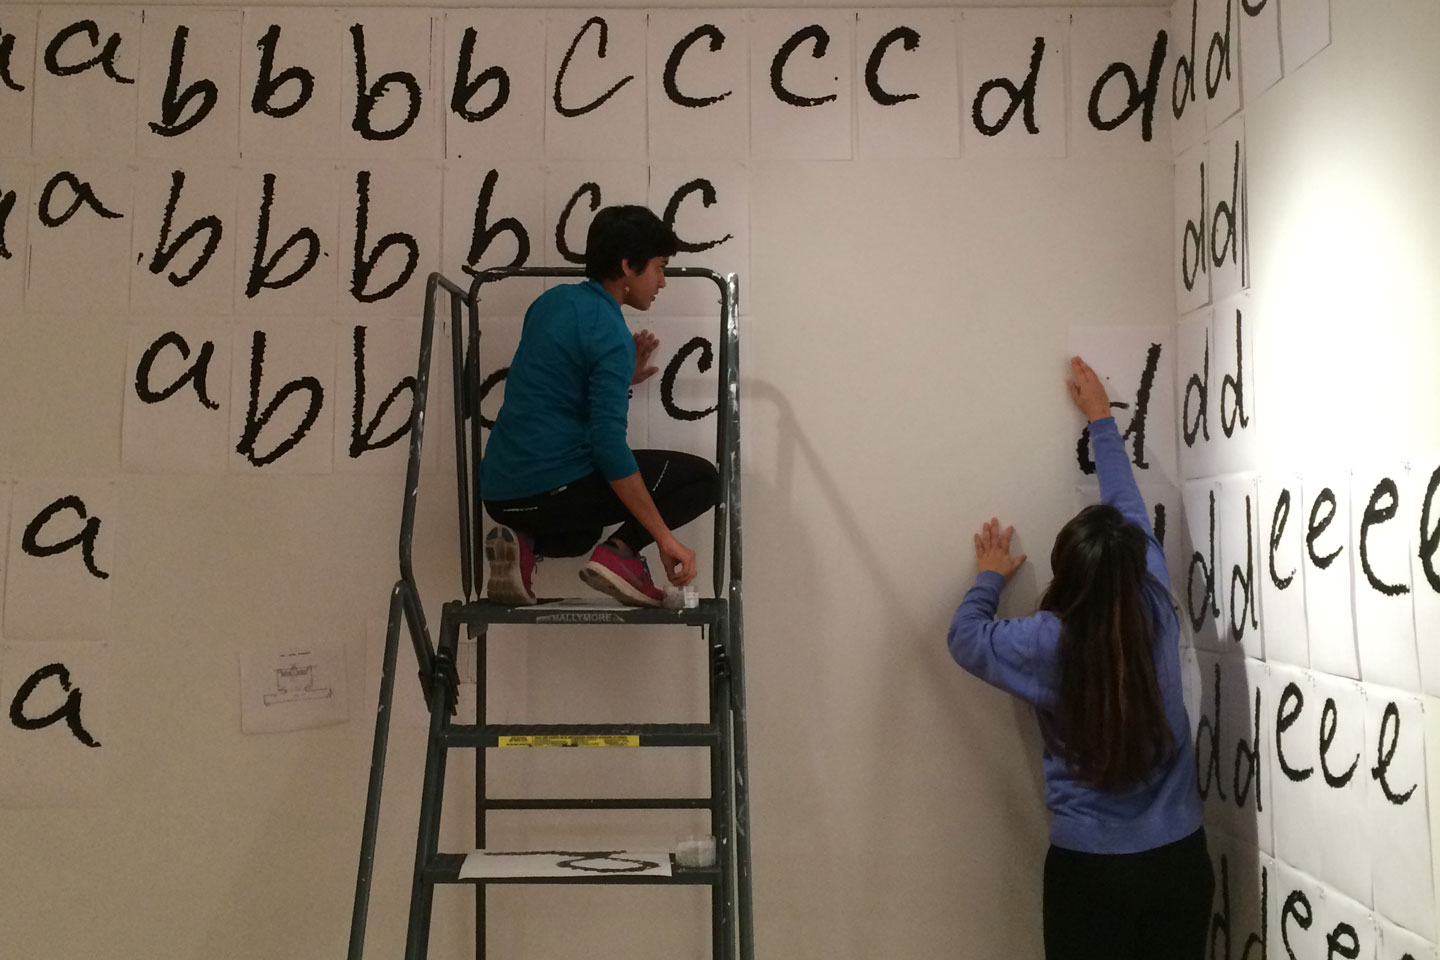 a a b b b b c c c c d d d d
a a b b b b c c d d
a b b c d d d
a d d d e e e e
BALLYMORE
a d d e e e
d d e e